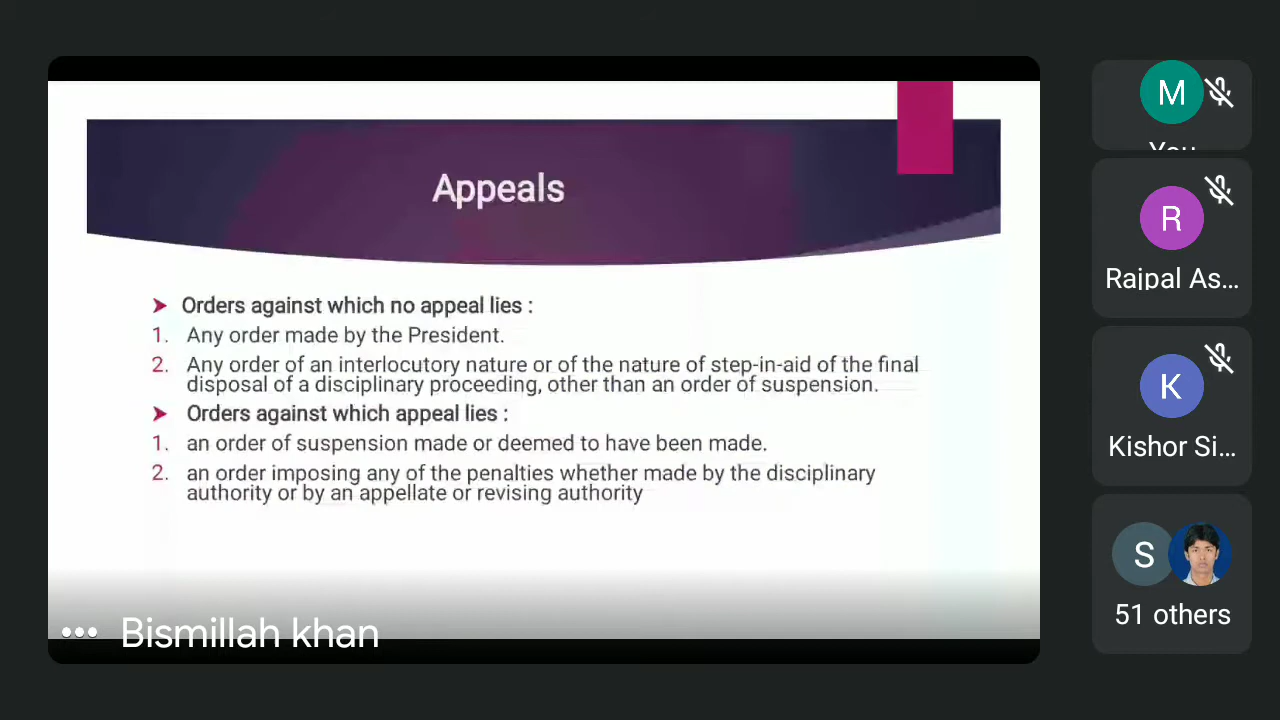 Appeals
➤ Orders against which no appeal lies :
1. Any order made by the President.
2. Any order of an interlocutory nature or of the nature of step-in-aid of the final
disposal of a disciplinary proceeding, other than an order of suspension.
➤ Orders against which appeal lies :
1. an order of suspension made or deemed to have been made.
2. an order imposing any of the penalties whether made by the disciplinary
authority or by an appellate or revising authority
Bismillah khan
M
You
R
Rajpal As...
K
Kishor Si...
S
51 others